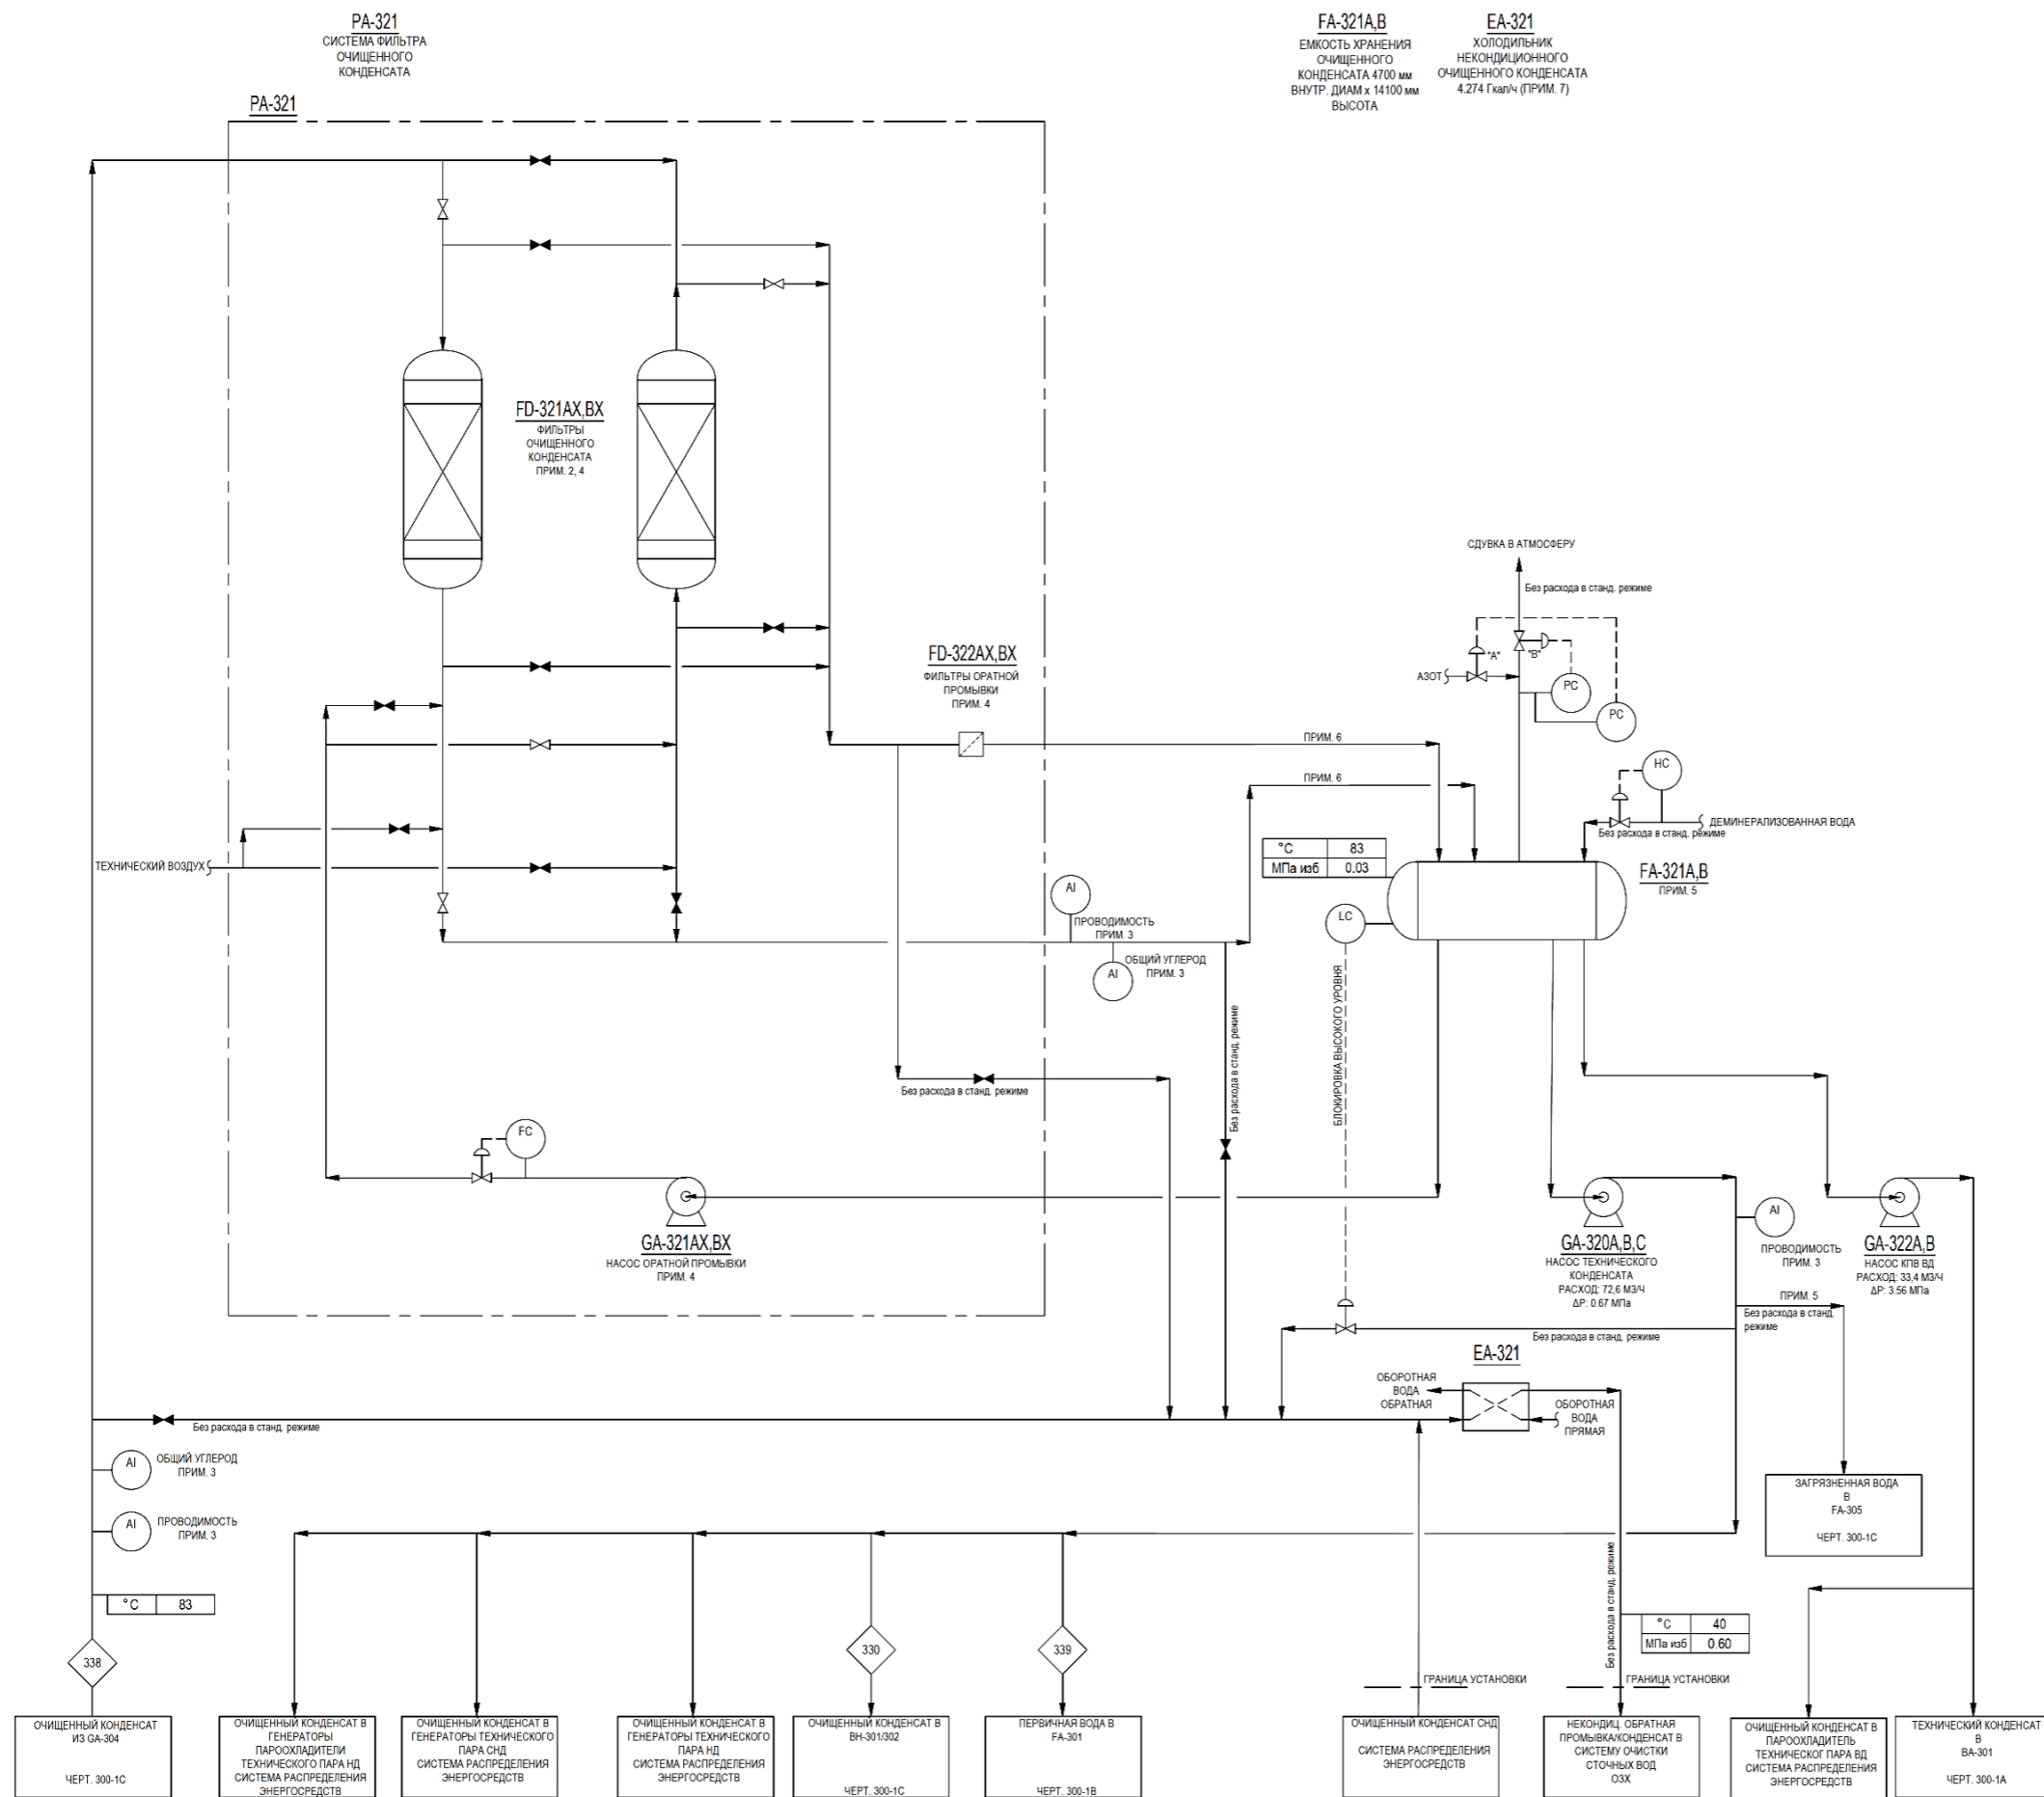 PA-321
СИСТЕМА ФИЛЬТРА
ОЧИЩЕННОГО
КОНДЕНСАТА
FA-321A,B
ЕМКОСТЬ ХРАНЕНИЯ
ОЧИЩЕННОГО
КОНДЕНСАТА 4700 мм
ВНУТР. ДИАМ x 14100 мм
ВЫСОТА
EA-321
ХОЛОДИЛЬНИК
НЕКОНДИЦИОННОГО
ОЧИЩЕННОГО КОНДЕНСАТА
4.274 Гкал/ч (ПРИМ. 7)
PA-321
FD-321AX,BX
ФИЛЬТРЫ
ОЧИЩЕННОГО
КОНДЕНСАТА
ПРИМ. 2, 4
СДУВКА В АТМОСФЕРУ
Без расхода в станд. режиме
"A"
"B"
АЗОТ
PC
PC
FD-322AX,BX
ФИЛЬТРЫ ОРАТНОЙ
ПРОМЫВКИ
ПРИМ. 4
ПРИМ. 6
ПРИМ. 6
HC
ДЕМИНЕРАЛИЗОВАННАЯ ВОДА
Без расхода в станд. режиме
°C 83
МПа изб 0.03
FA-321A,B
ПРИМ. 5
ТЕХНИЧЕСКИЙ ВОЗДУХ
AI
ПРОВОДИМОСТЬ
ПРИМ. 3
LC
ОБЩИЙ УГЛЕРОД
ПРИМ. 3
AI
Без расхода в станд. режиме
БЛОКИРОВКА ВЫСОКОГО УРОВНЯ
Без расхода в станд. режиме
FC
GA-321AX,BX
НАСОС ОРАТНОЙ ПРОМЫВКИ
ПРИМ. 4
GA-320A,B,C
НАСОС ТЕХНИЧЕСКОГО
КОНДЕНСАТА
РАСХОД: 72,6 М3/Ч
ΔР: 0.67 МПа
AI
ПРОВОДИМОСТЬ
ПРИМ. 3
GA-322A,B
НАСОС КПВ ВД
РАСХОД: 33,4 М3/Ч
ΔР: 3.56 МПа
ПРИМ. 5
Без расхода в станд.
режиме
Без расхода в станд. режиме
EA-321
ОБОРОТНАЯ
ВОДА
ОБРАТНАЯ
ОБОРОТНАЯ
ВОДА
ПРЯМАЯ
Без расхода в станд. режиме
AI
ОБЩИЙ УГЛЕРОД
ПРИМ. 3
AI
ПРОВОДИМОСТЬ
ПРИМ. 3
ЗАГРЯЗНЕННАЯ ВОДА
В
FA-305
ЧЕРТ. 300-1C
°C 83
Без расхода в станд. режиме
°C 40
МПа изб 0.60
338
330
339
ГРАНИЦА УСТАНОВКИ
ГРАНИЦА УСТАНОВКИ
ОЧИЩЕННЫЙ КОНДЕНСАТ
ИЗ GA-304
ЧЕРТ. 300-1C
ОЧИЩЕННЫЙ КОНДЕНСАТ В
ГЕНЕРАТОРЫ
ПАРООХЛАДИТЕЛИ
ТЕХНИЧЕСКОГО ПАРА НД
СИСТЕМА РАСПРЕДЕЛЕНИЯ
ЭНЕРГОСРЕДСТВ
ОЧИЩЕННЫЙ КОНДЕНСАТ В
ГЕНЕРАТОРЫ ТЕХНИЧЕСКОГО
ПАРА СНД
СИСТЕМА РАСПРЕДЕЛЕНИЯ
ЭНЕРГОСРЕДСТВ
ОЧИЩЕННЫЙ КОНДЕНСАТ В
ГЕНЕРАТОРЫ ТЕХНИЧЕСКОГО
ПАРА НД
СИСТЕМА РАСПРЕДЕЛЕНИЯ
ЭНЕРГОСРЕДСТВ
ОЧИЩЕННЫЙ КОНДЕНСАТ В
BH-301/302
ЧЕРТ. 300-1C
ПЕРВИЧНАЯ ВОДА В
FA-301
ЧЕРТ. 300-1B
ОЧИЩЕННЫЙ КОНДЕНСАТ СНД
СИСТЕМА РАСПРЕДЕЛЕНИЯ
ЭНЕРГОСРЕДСТВ
НЕКОНДИЦ. ОБРАТНАЯ
ПРОМЫВКА/КОНДЕНСАТ В
СИСТЕМУ ОЧИСТКИ
СТОЧНЫХ ВОД
ОЗХ
ОЧИЩЕННЫЙ КОНДЕНСАТ В
ПАРООХЛАДИТЕЛЬ
ТЕХНИЧЕСКОГ ПАРА ВД
СИСТЕМА РАСПРЕДЕЛЕНИЯ
ЭНЕРГОСРЕДСТВ
ТЕХНИЧЕСКИЙ КОНДЕНСАТ
В
BA-301
ЧЕРТ. 300-1A